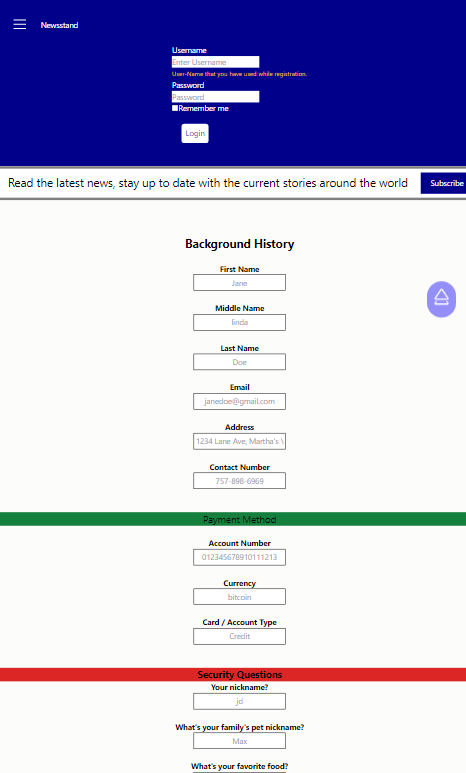 Newsstand
Username
Enter Username
User-Name that you have used while registration.
Password
Password
Remember me
Login
Read the latest news, stay up to date with the current stories around the world
Subscribe
Background History
First Name
Jane
Middle Name
linda
Last Name
Doe
Email
janedoe@gmail.com
Address
1234 Lane Ave, Martha's
Contact Number
757-898-6969
Payment Method
Account Number
012345678910111213
Currency
bitcoin
Card / Account Type
Credit
Security Questions
Your nickname?
jd
What's your family's pet nickname?
Max
What's your favorite food?